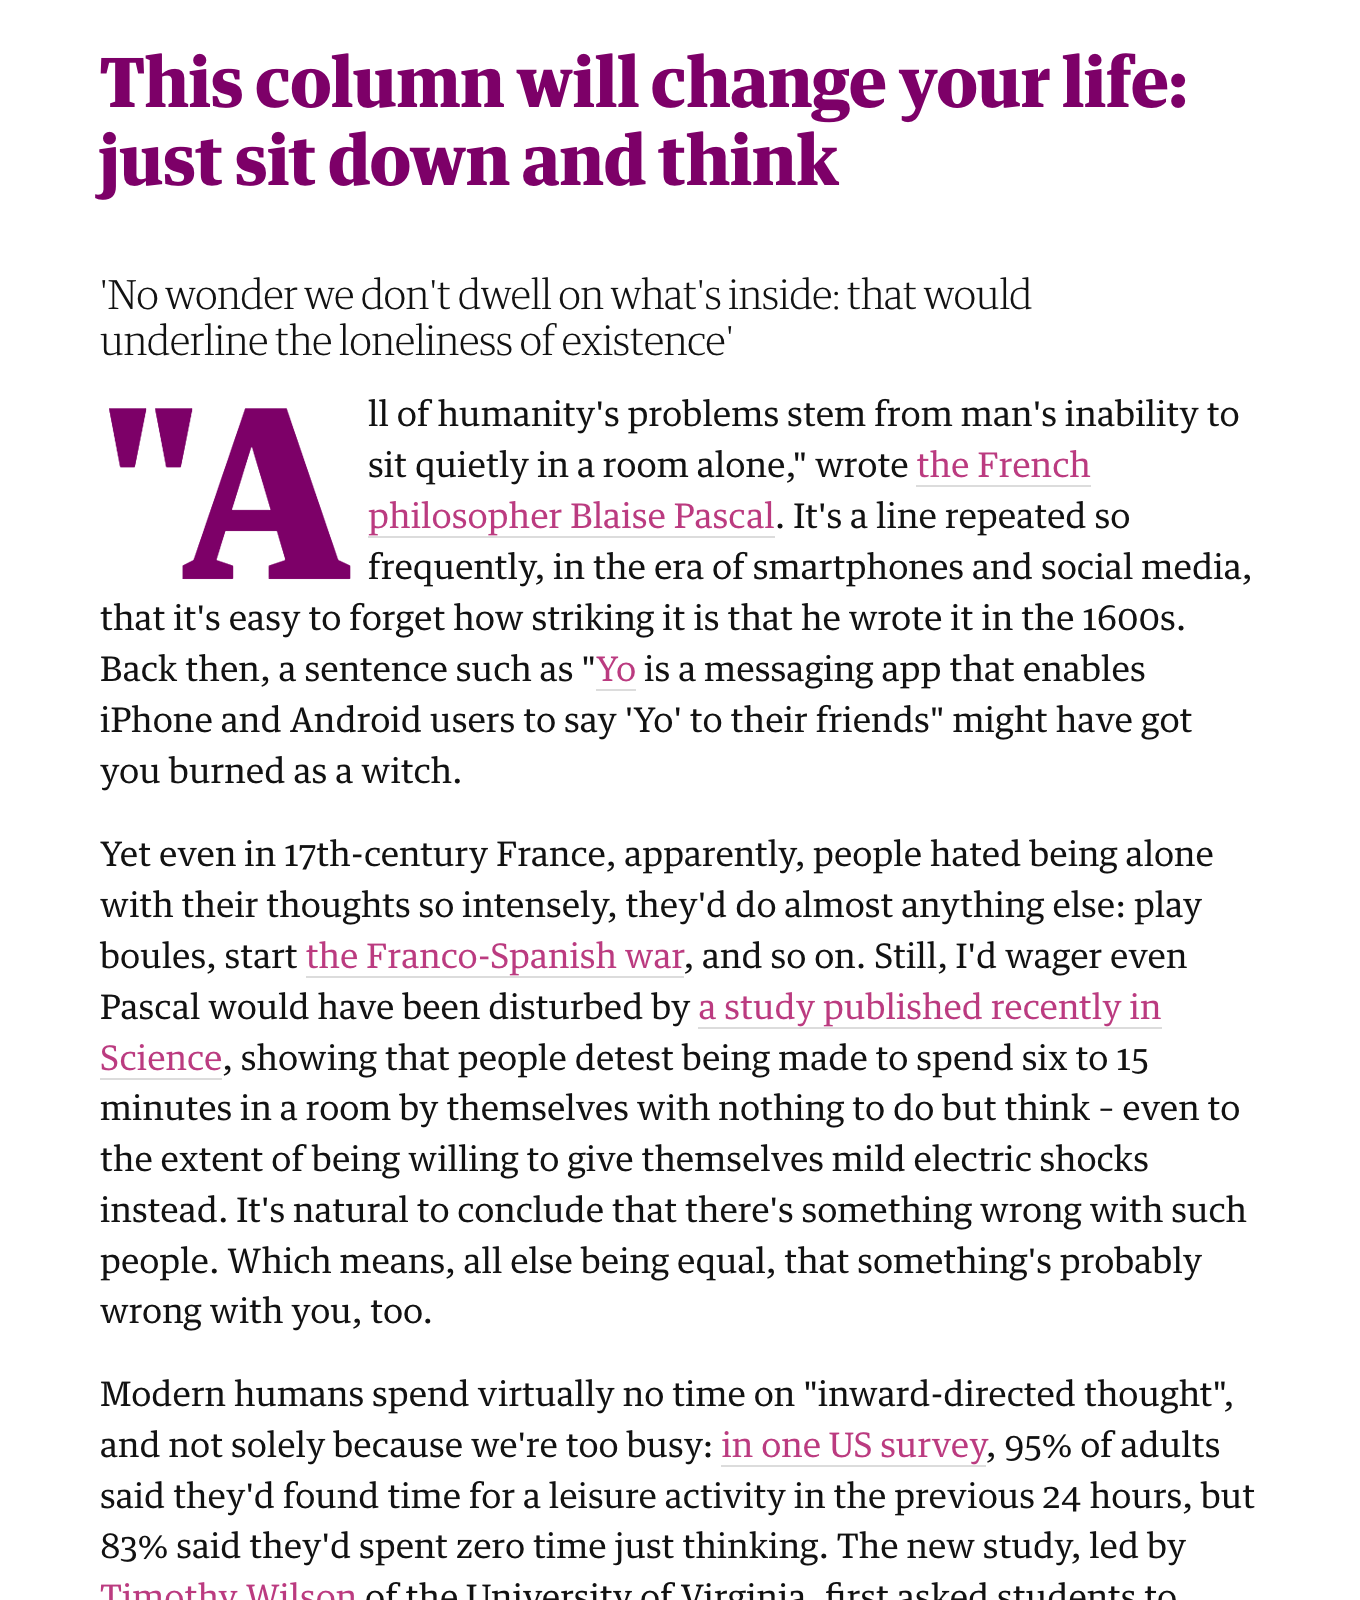 This column will change your life:
just sit down and think
'No wonder we don't dwell on what's inside: that would
underline the loneliness of existence'
"All of humanity's problems stem from man's inability to
sit quietly in a room alone," wrote the French
philosopher Blaise Pascal. It's a line repeated so
frequently, in the era of smartphones and social media,
that it's easy to forget how striking it is that he wrote it in the 1600s.
Back then, a sentence such as "Yo is a messaging app that enables
iPhone and Android users to say 'Yo' to their friends" might have got
you burned as a witch.
Yet even in 17th-century France, apparently, people hated being alone
with their thoughts so intensely, they'd do almost anything else: play
boules, start the Franco-Spanish war, and so on. Still, I'd wager even
Pascal would have been disturbed by a study published recently in
Science, showing that people detest being made to spend six to 15
minutes in a room by themselves with nothing to do but think – even to
the extent of being willing to give themselves mild electric shocks
instead. It's natural to conclude that there's something wrong with such
people. Which means, all else being equal, that something's probably
wrong with you, too.
Modern humans spend virtually no time on "inward-directed thought",
and not solely because we're too busy: in one US survey, 95% of adults
said they'd found time for a leisure activity in the previous 24 hours, but
83% said they'd spent zero time just thinking. The new study, led by
Timothy Wilson of the University of Virginia, first asked students to